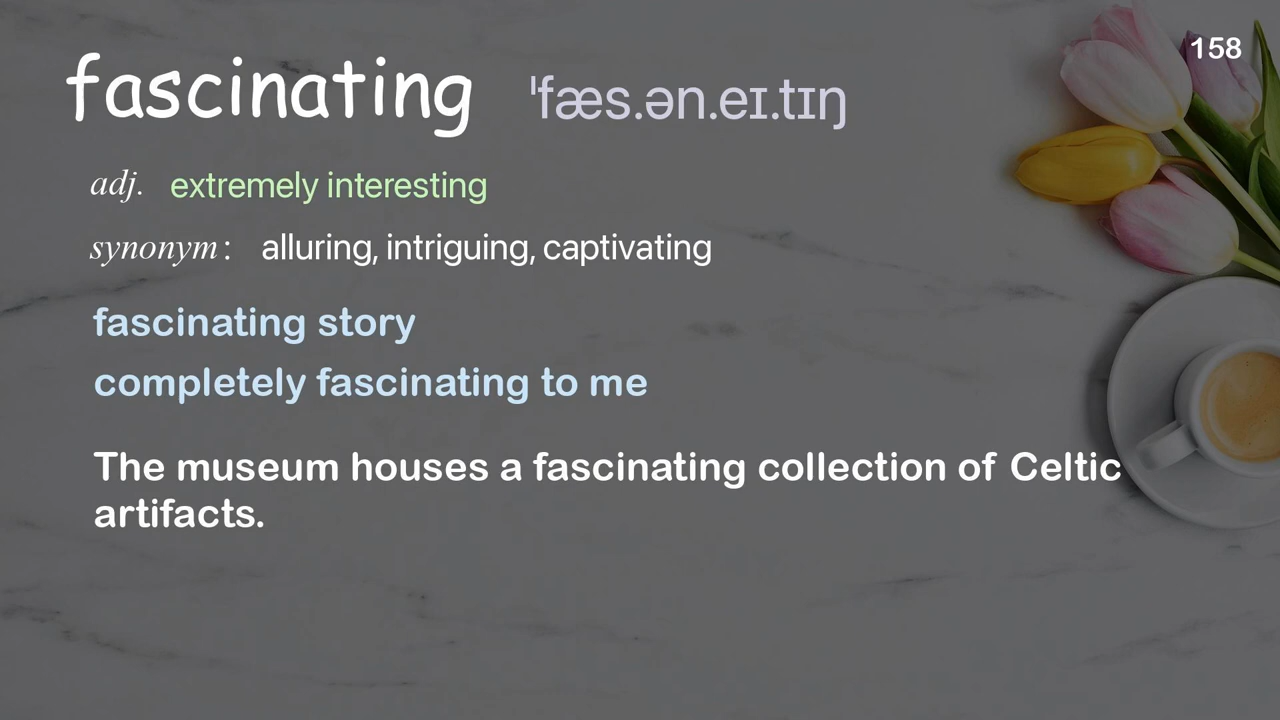 158
fascinating ˈfæs.ən.eɪ.tɪŋ
adj. extremely interesting
synonym: alluring, intriguing, captivating
fascinating story
completely fascinating to me
The museum houses a fascinating collection of Celtic
artifacts.